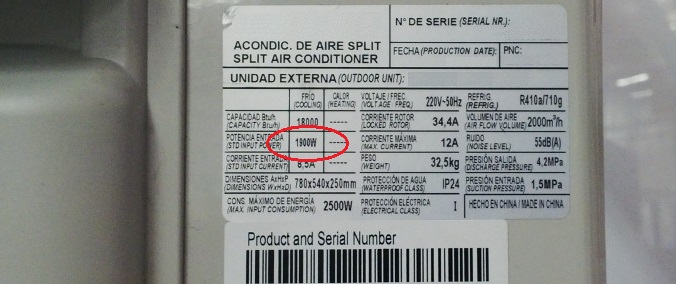 N° DE SERIE (SERIAL NR.):
ACONDIC. DE AIRE SPLIT
SPLIT AIR CONDITIONER
FECHA (PRODUCTION DATE): PNC:
UNIDAD EXTERNA (OUTDOOR UNIT):
FRÍO (COOLING) CALOR (HEATING)
CAPACIDAD Btu/h (CAPACITY Btu/h) 18000 -----
POTENCIA ENTRADA (STD INPUT POWER) 1900W -----
CORRIENTE ENTRADA (STD INPUT CURRENT) 8,5A -----
DIMENSIONES AxHxP (DIMENSIONS WxHxD) 780x540x250mm
CONS. MÁXIMO DE ENERGÍA (MAX. INPUT CONSUMPTION) 2500W
VOLTAJE / FREC (VOLTAGE / FREQ.) 220V~50Hz
CORRIENTE ROTOR (LOCKED ROTOR) 34,4A
CORRIENTE MÁXIMA (MAX. CURRENT) 12A
PESO (WEIGHT) 32,5kg
PROTECCIÓN DE AGUA (WATERPROOF CLASS) IP24
PROTECCIÓN ELÉCTRICA (ELECTRICAL CLASS) I
REFRIG. (REFRIG.) R410a/710g
VOLUMEN DE AIRE (AIR FLOW VOLUME) 2000m³/h
RUIDO (NOISE LEVEL) 55dB(A)
PRESIÓN SALIDA (DISCHARGE PRESSURE) 4,2MPa
PRESIÓN ENTRADA (SUCTION PRESSURE) 1,5MPa
HECHO EN CHINA / MADE IN CHINA
Product and Serial Number